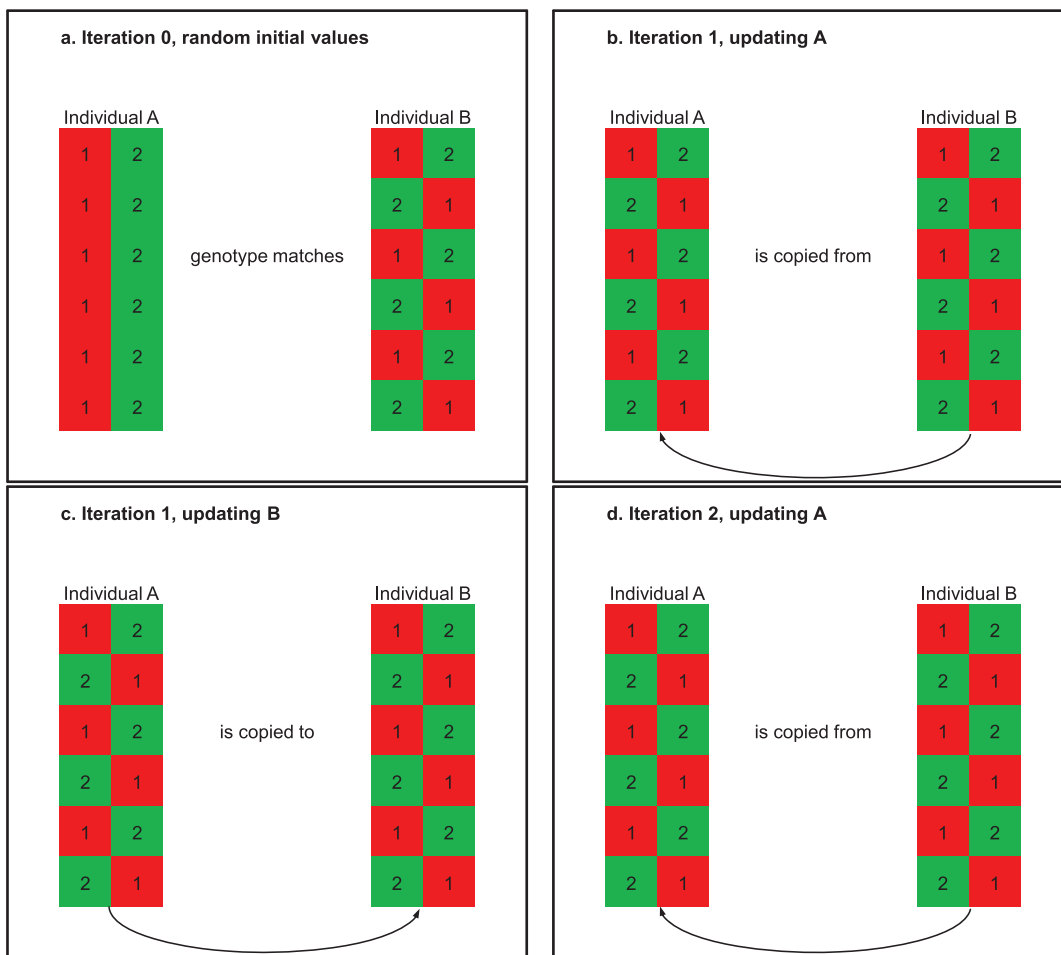 a. Iteration 0, random initial values
Individual A Individual B
1 2 1 2
1 2 2 1
1 2 genotype matches 1 2
1 2 2 1
1 2 1 2
1 2 2 1
b. Iteration 1, updating A
Individual A Individual B
1 2 1 2
2 1 2 1
1 2 is copied from 1 2
2 1 2 1
1 2 1 2
2 1 2 1
c. Iteration 1, updating B
Individual A Individual B
1 2 1 2
2 1 2 1
1 2 is copied to 1 2
2 1 2 1
1 2 1 2
2 1 2 1
d. Iteration 2, updating A
Individual A Individual B
1 2 1 2
2 1 2 1
1 2 is copied from 1 2
2 1 2 1
1 2 1 2
2 1 2 1